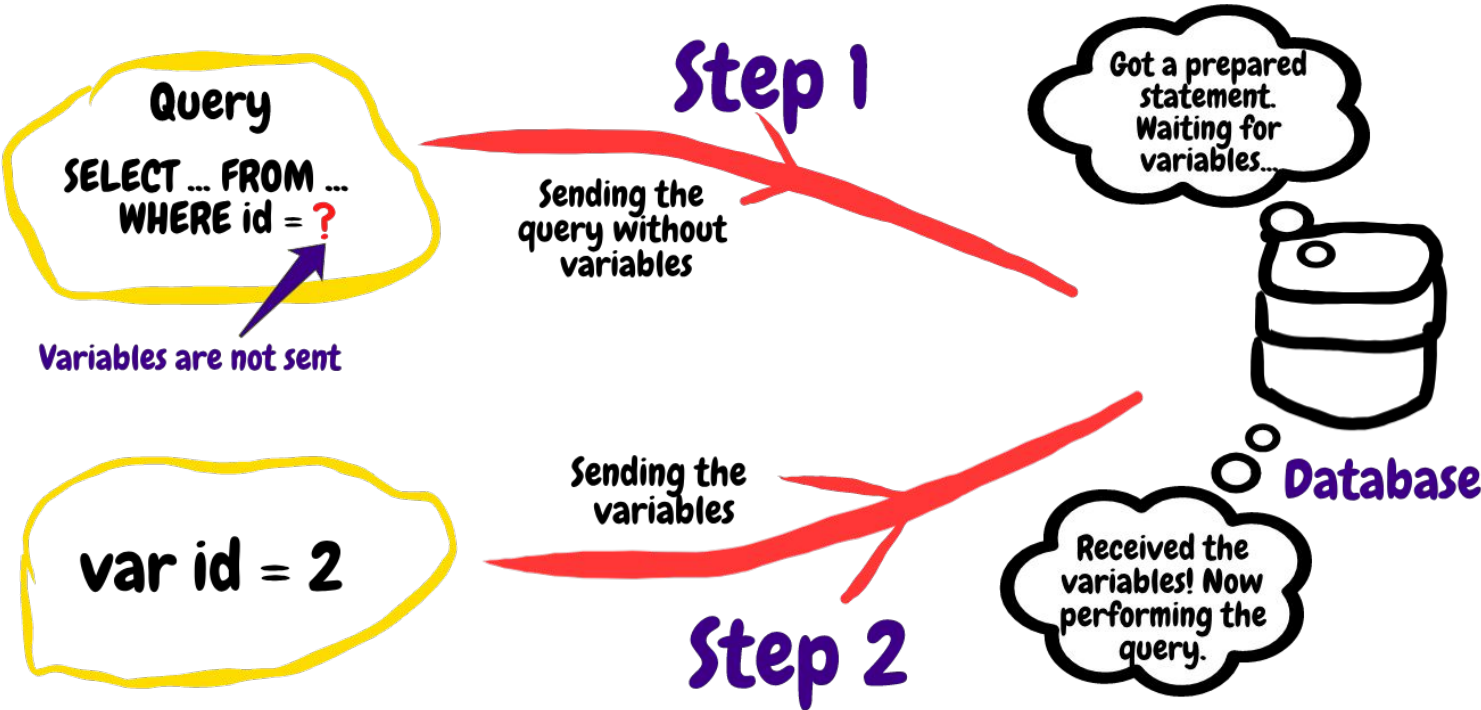 Query
SELECT ... FROM ...
WHERE id = ?
Variables are not sent
Step 1
Sending the
query without
variables
Got a prepared
statement.
Waiting for
variables...
Database
var id = 2
Sending the
variables
Step 2
Received the
variables! Now
performing the
query.